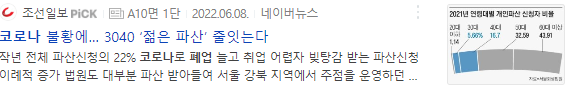 조선일보 PiCK A10면 1단 2022.06.08. 네이버뉴스
코로나 불황에... 3040 '젊은 파산' 줄잇는다
작년 전체 파산신청의 22% 코로나로 폐업 늘고 취업 어렵자 빚탕감 받는 파산신청
이례적 증가 법원도 대부분 파산 받아들여 서울 강북 지역에서 주점을 운영하던 ...
2021년 연령대별 개인파산 신청자 비율
20대 30대 40대 50대 60대 이상
1.14 5.66% 16.7 32.59 43.91